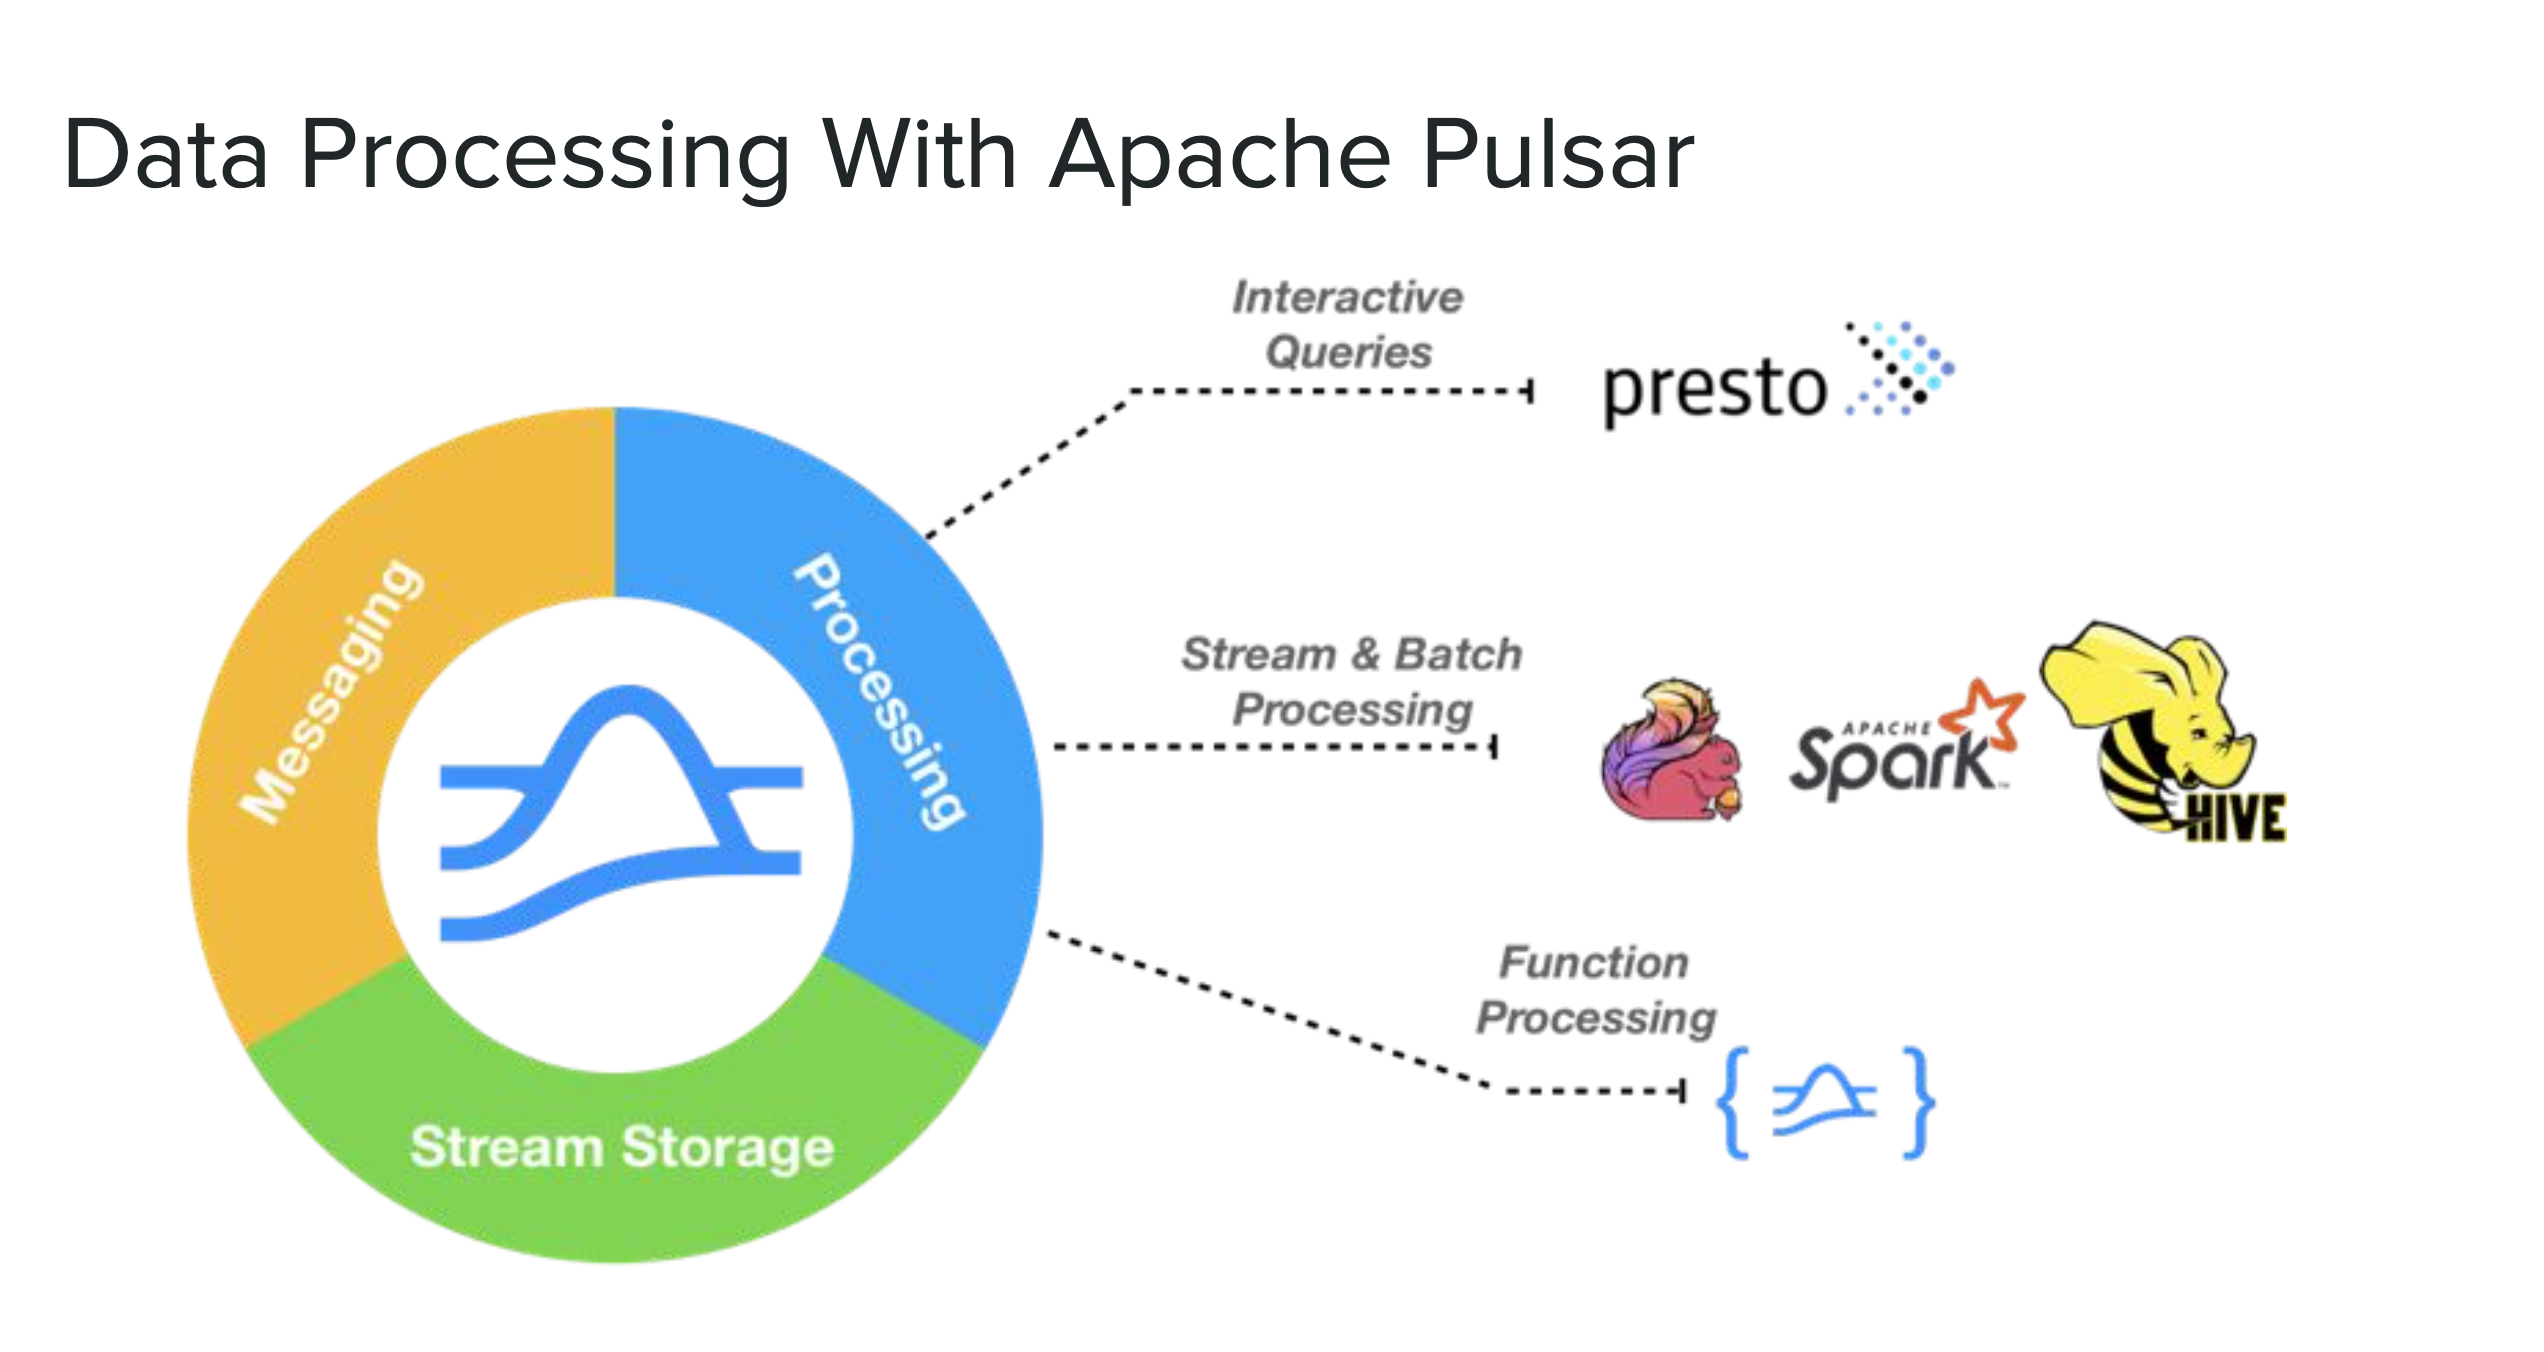 Data Processing With Apache Pulsar
Interactive
Queries
presto
Messaging
Processing
Stream & Batch
Processing
APACHE
Spark™
HIVE
Function
Processing
{ }
Stream Storage